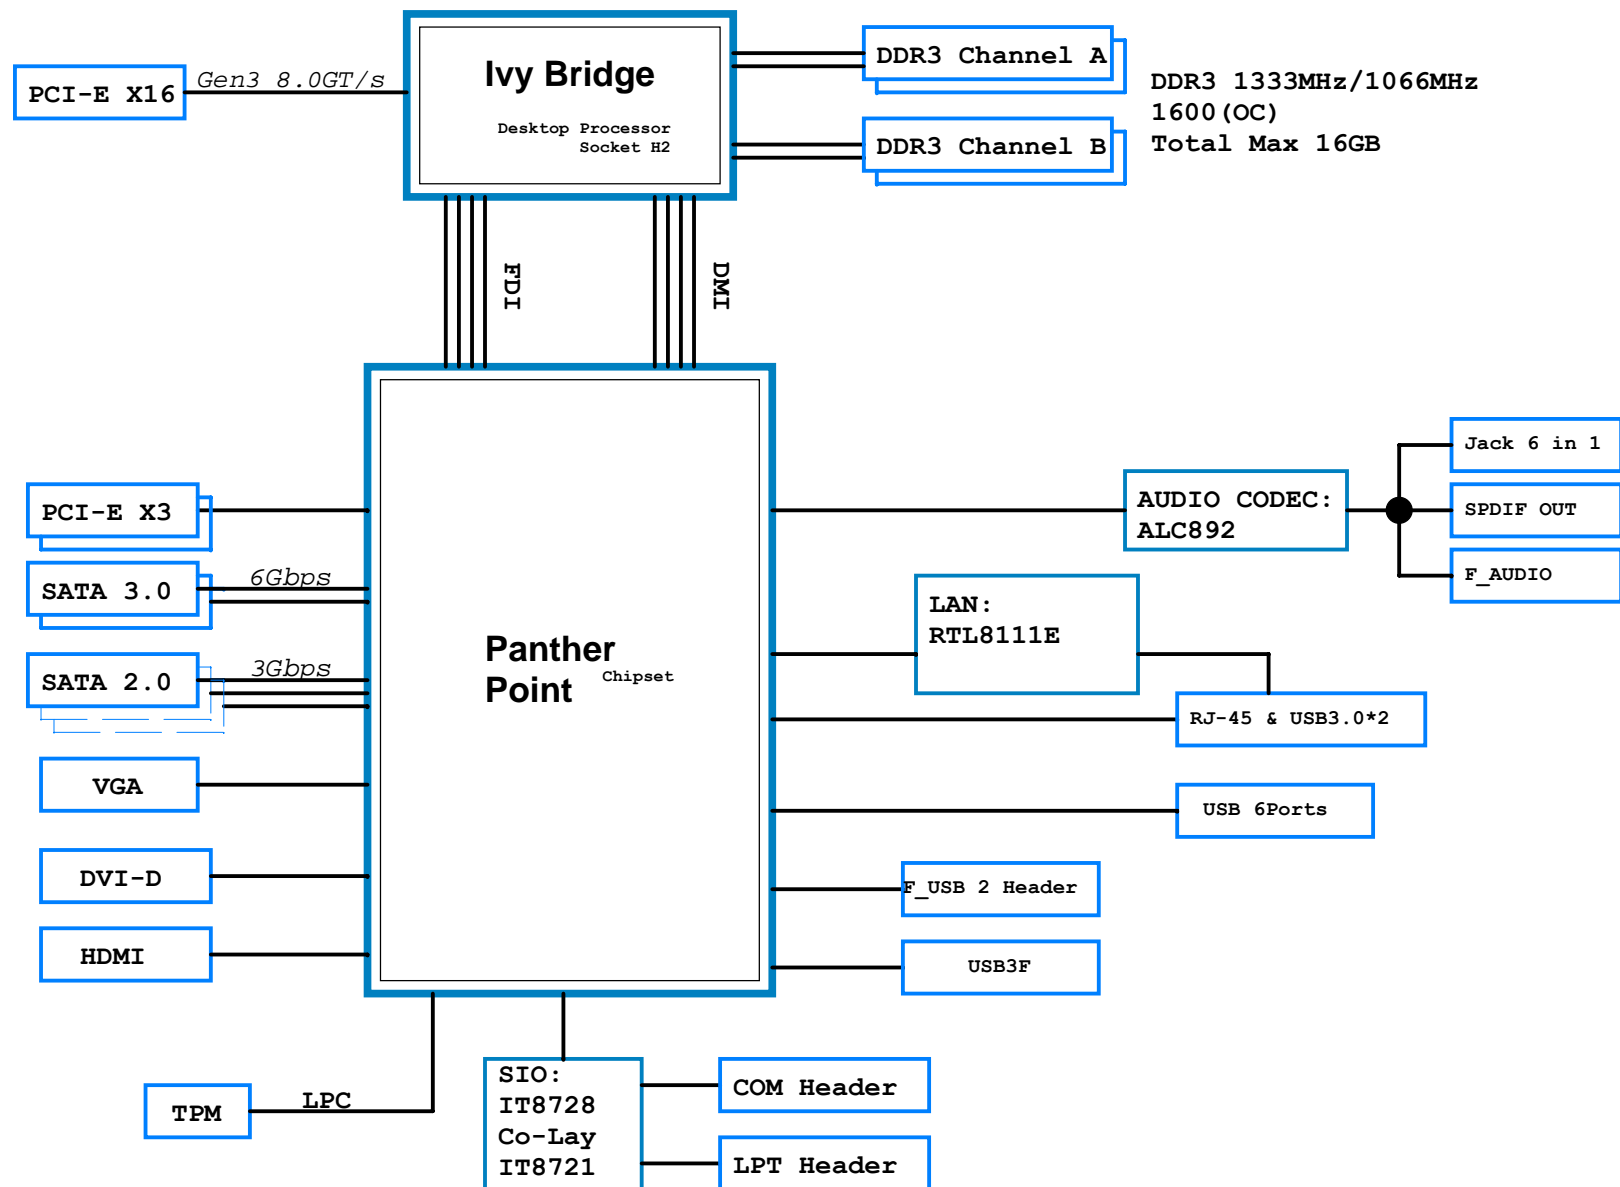 Ivy Bridge
Desktop Processor
Socket H2
PCI-E X16
Gen3 8.0GT/s
DDR3 Channel A
DDR3 Channel B
DDR3 1333MHz/1066MHz
1600(OC)
Total Max 16GB
FDI
DMI
Panther
Point
Chipset
PCI-E X3
SATA 3.0
6Gbps
SATA 2.0
3Gbps
VGA
DVI-D
HDMI
AUDIO CODEC:
ALC892
Jack 6 in 1
SPDIF OUT
F_AUDIO
LAN:
RTL8111E
RJ-45 & USB3.0*2
USB 6Ports
F_USB 2 Header
USB3F
TPM
LPC
SIO:
IT8728
Co-Lay
IT8721
COM Header
LPT Header